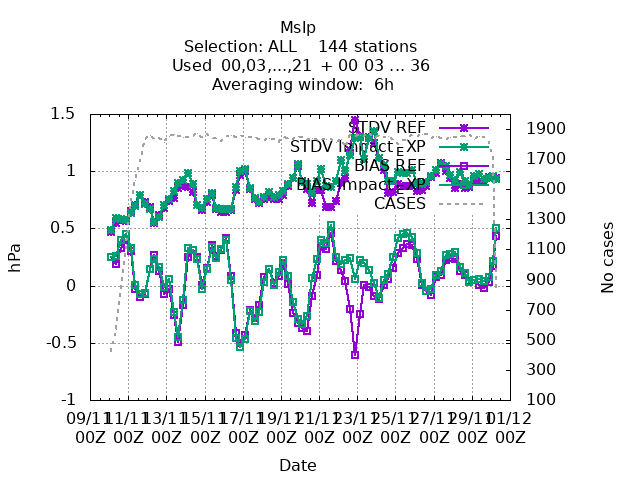 Mslp
Selection: ALL    144 stations
Used  00,03,...,21  + 00 03 ... 36
Averaging window:  6h
STDV REF
STDV Impact_EXP
BIAS REF
BIAS Impact_EXP
CASES
1.5
1
0.5
0
-0.5
-1
hPa
1900
1700
1500
1300
1100
900
700
500
300
100
No cases
09/11 11/11 13/11 15/11 17/11 19/11 21/11 23/11 25/11 27/11 29/11 01/12
00Z 00Z 00Z 00Z 00Z 00Z 00Z 00Z 00Z 00Z 00Z 00Z
Date